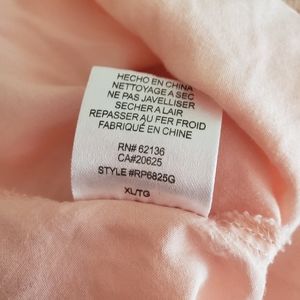 HECHO EN CHINA
NETTOYAGE A SEC
NE PAS JAVELLISER
SECHER A LAIR
REPASSER AU FER FROID
FABRIQUÉ EN CHINE
RN# 62136
CA#20625
STYLE #RP6825G
XL/TG